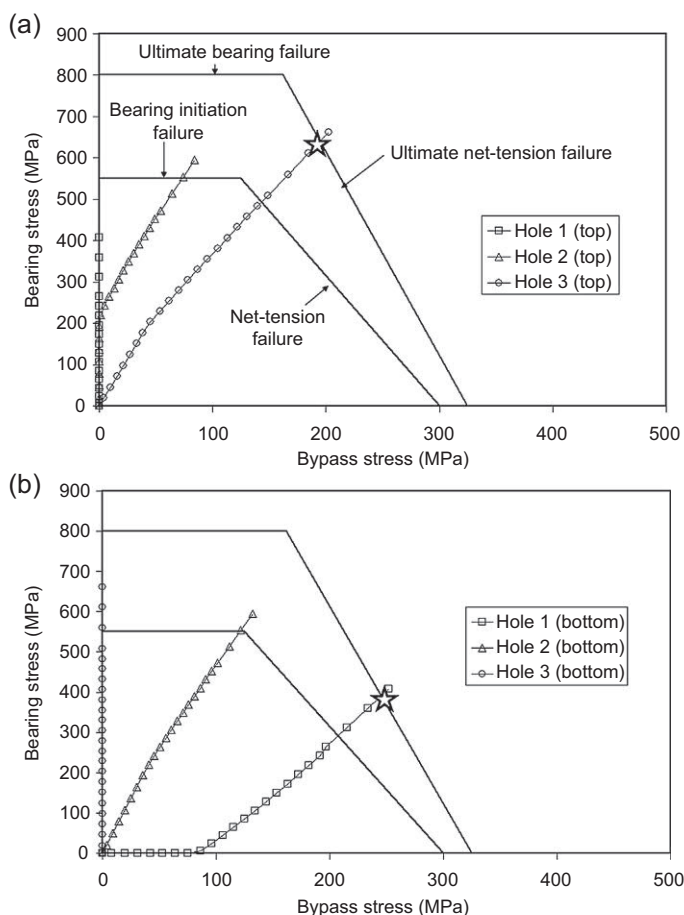 (a)
900
800
700
600
500
400
300
200
100
0
Bearing stress (MPa)
Ultimate bearing failure
Bearing initiation
failure
Ultimate net-tension failure
Hole 1 (top)
Hole 2 (top)
Hole 3 (top)
Net-tension
failure
0 100 200 300 400 500
Bypass stress (MPa)
(b)
900
800
700
600
500
400
300
200
100
0
Bearing stress (MPa)
Hole 1 (bottom)
Hole 2 (bottom)
Hole 3 (bottom)
0 100 200 300 400 500
Bypass stress (MPa)